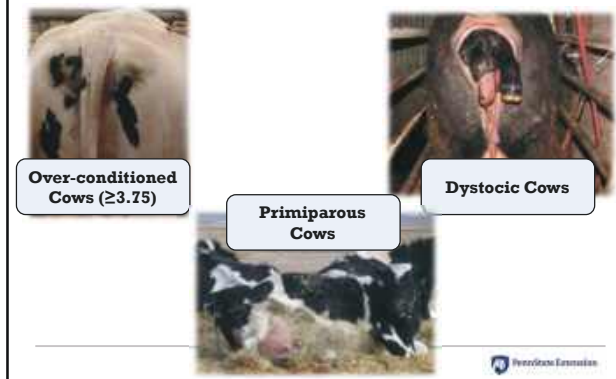 Over-conditioned
Cows (≥3.75)
Dystocic Cows
Primiparous
Cows
PennState Extension